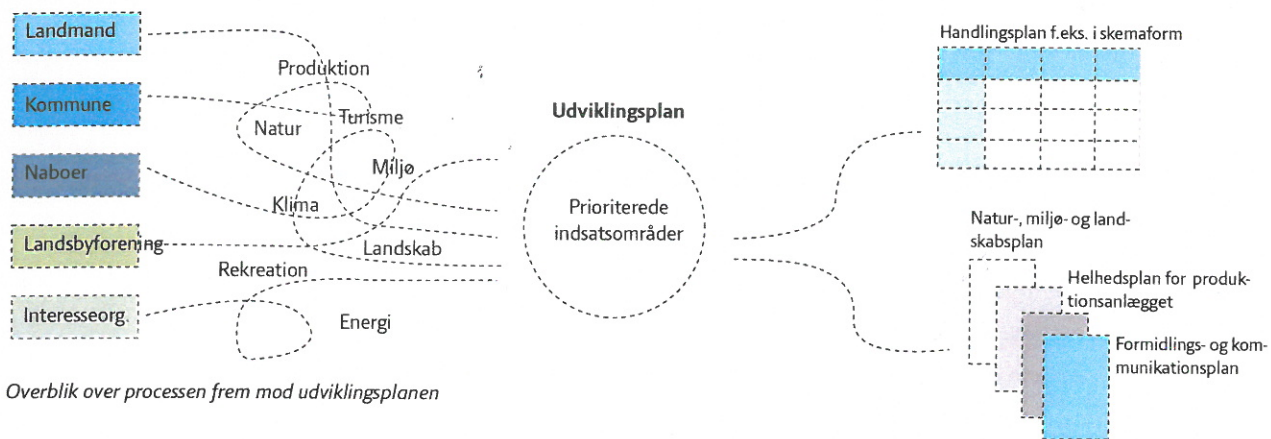 Landmand
Kommune
Naboer
Landsbyforening
Interesseorg.
Produktion
Turisme
Natur
Miljø
Klima
Landskab
Rekreation
Energi
Udviklingsplan
Prioriterede
indsatsområder
Handlingsplan f.eks. i skemaform
Natur-, miljø- og land-
skabsplan
Helhedsplan for produk-
tionsanlægget
Formidlings- og kom-
munikationsplan
Overblik over processen frem mod udviklingsplanen